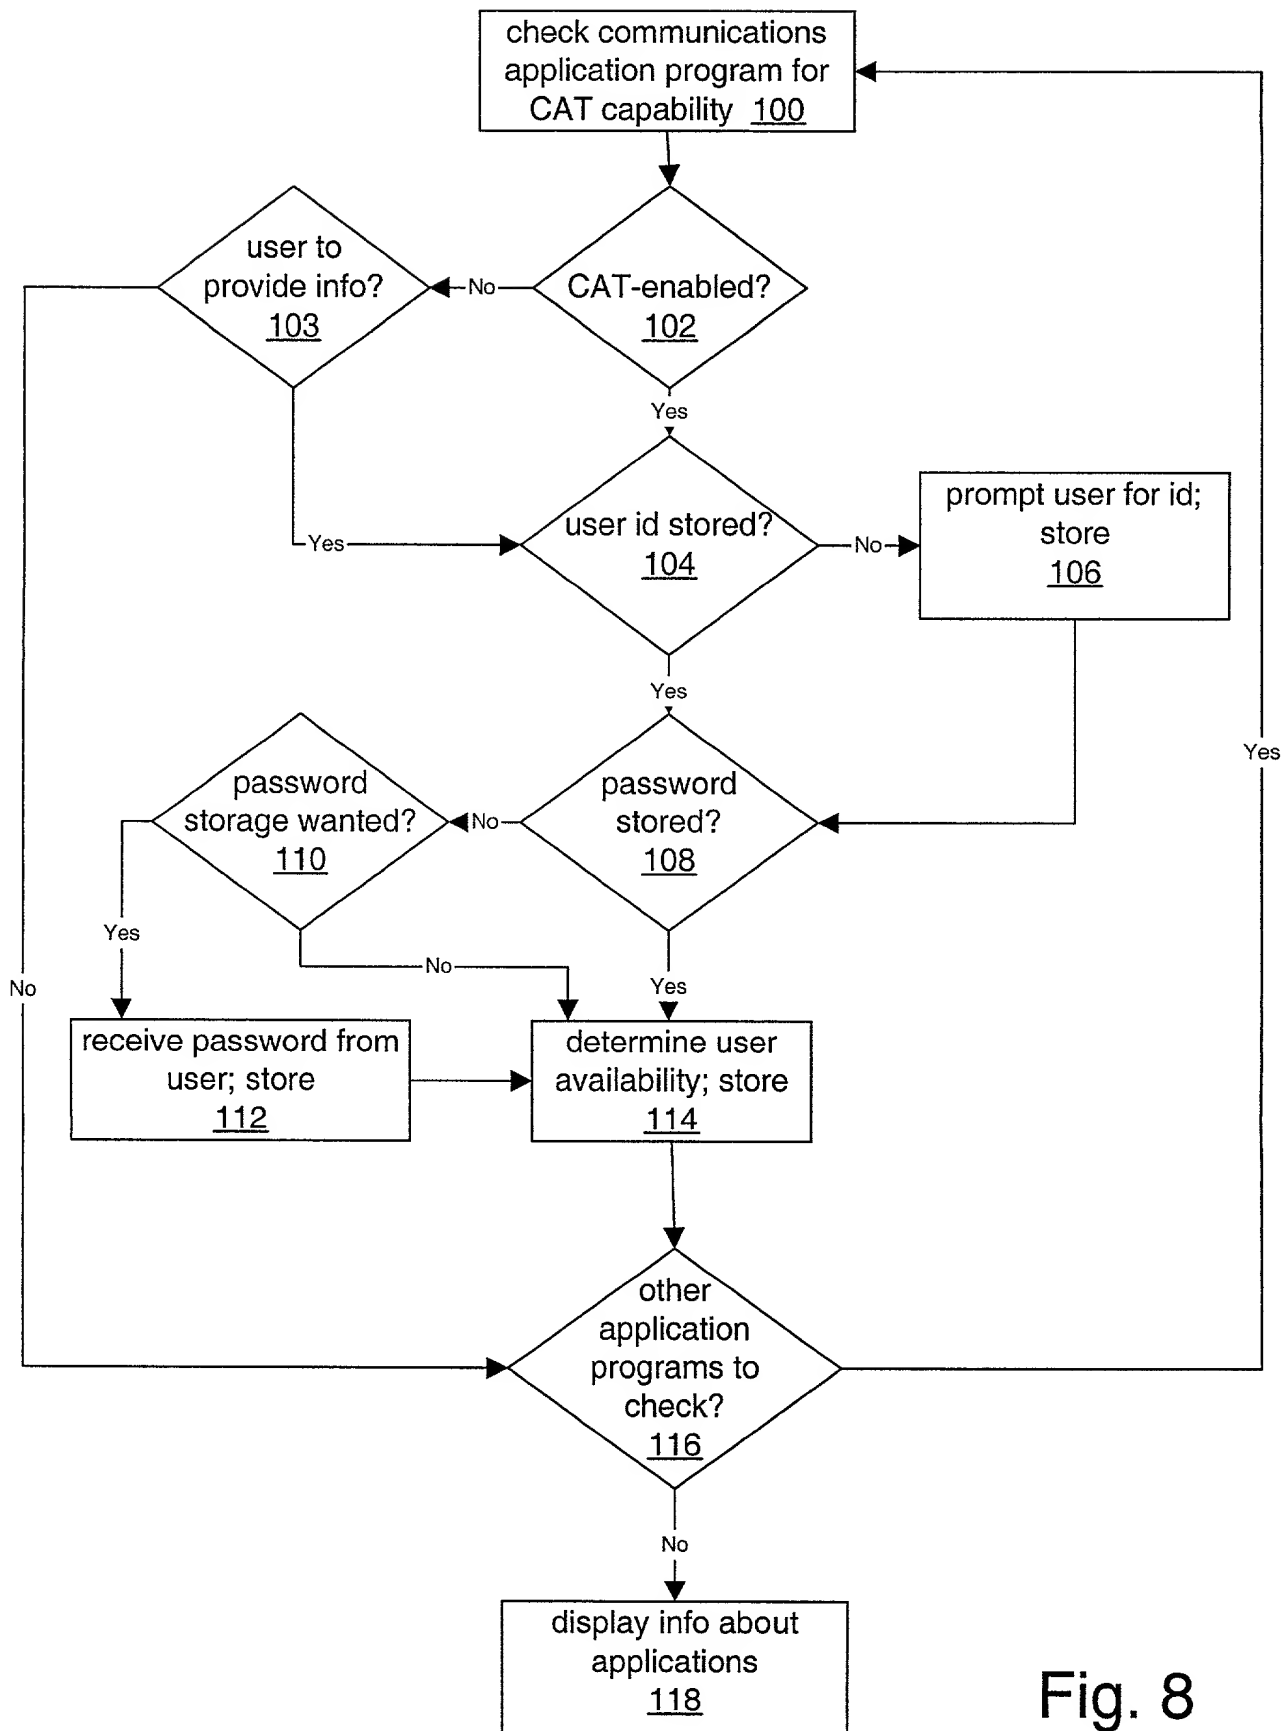 check communications
application program for
CAT capability 100
user to
provide info?
103
No
CAT-enabled?
102
Yes
Yes
user id stored?
104
No
prompt user for id;
store
106
Yes
Yes
password
storage wanted?
110
No
password
stored?
108
Yes
No
No
Yes
receive password from
user; store
112
determine user
availability; store
114
other
application
programs to
check?
116
No
display info about
applications
118
Fig. 8